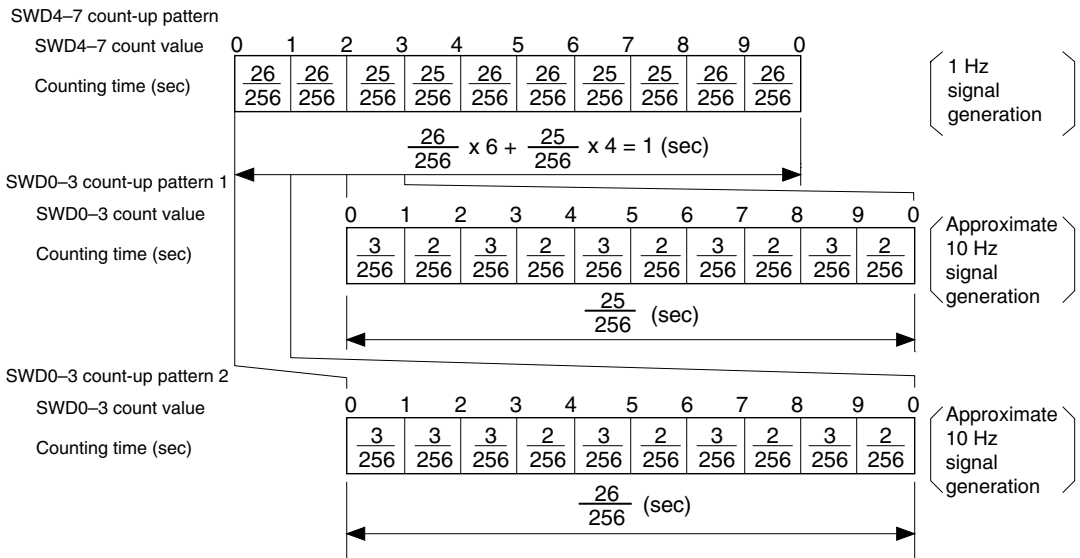 SWD4–7 count-up pattern
SWD4–7 count value 0 1 2 3 4 5 6 7 8 9 0
Counting time (sec) 26/256 26/256 25/256 25/256 26/256 26/256 25/256 25/256 26/256 26/256
1 Hz
signal
generation
26/256 x 6 + 25/256 x 4 = 1 (sec)
SWD0–3 count-up pattern 1
SWD0–3 count value 0 1 2 3 4 5 6 7 8 9 0
Counting time (sec) 3/256 2/256 3/256 2/256 3/256 2/256 3/256 2/256 3/256 2/256
Approximate
10 Hz
signal
generation
25/256 (sec)
SWD0–3 count-up pattern 2
SWD0–3 count value 0 1 2 3 4 5 6 7 8 9 0
Counting time (sec) 3/256 3/256 3/256 2/256 3/256 2/256 3/256 2/256 3/256 2/256
Approximate
10 Hz
signal
generation
26/256 (sec)